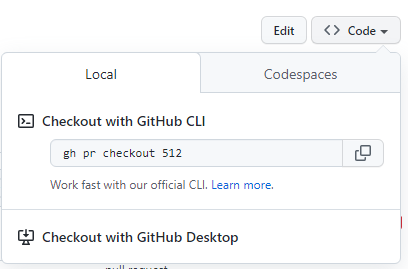 Edit
Code
Local
Codespaces
Checkout with GitHub CLI
gh pr checkout 512
Work fast with our official CLI. Learn more.
Checkout with GitHub Desktop
pull request